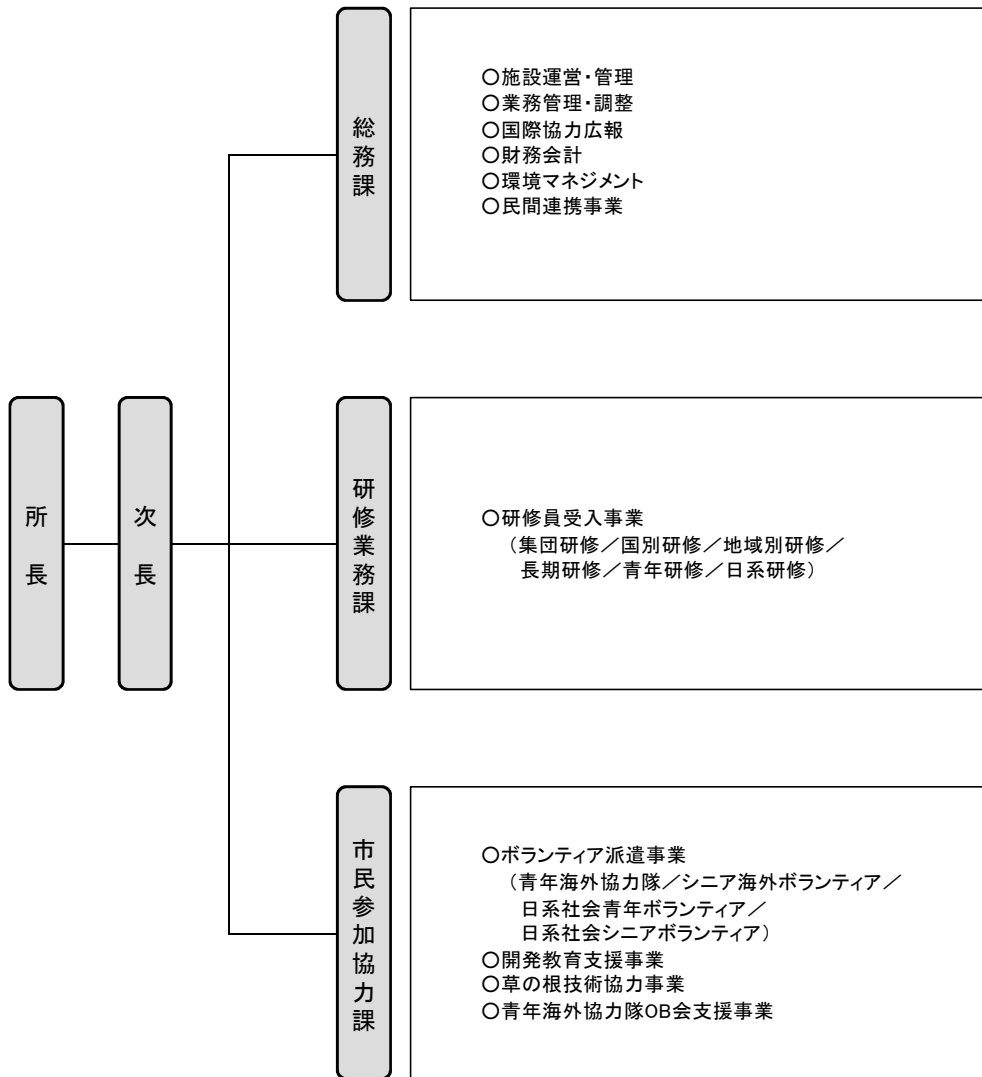 所長
次長
総務課
○施設運営・管理
○業務管理・調整
○国際協力広報
○財務会計
○環境マネジメント
○民間連携事業
研修業務課
○研修員受入事業
（集団研修／国別研修／地域別研修／
長期研修／青年研修／日系研修）
市民参加協力課
○ボランティア派遣事業
（青年海外協力隊／シニア海外ボランティア／
日系社会青年ボランティア／
日系社会シニアボランティア）
○開発教育支援事業
○草の根技術協力事業
○青年海外協力隊OB会支援事業